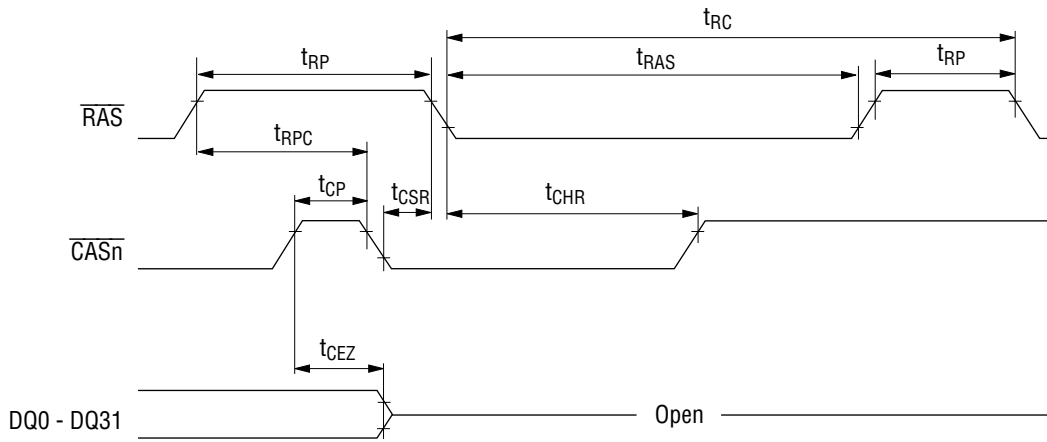 tRC
tRP
tRAS
tRP
RAS
tRPC
tCP
tCSR
tCHR
CASn
tCEZ
DQ0 - DQ31
Open